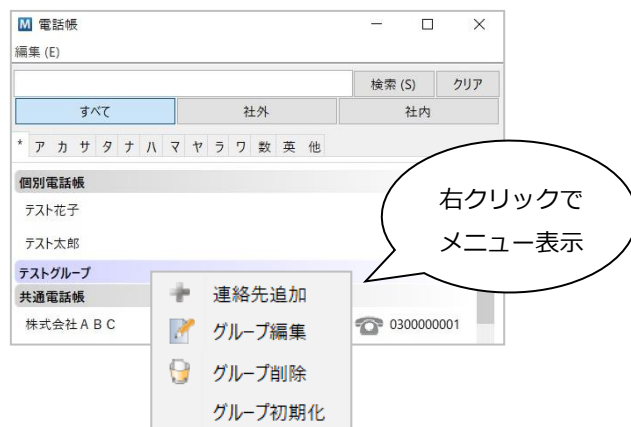 電話帳
編集 (E)
検索 (S) クリア
すべて 社外 社内
* ア カ サ タ ナ ハ マ ヤ ラ ワ 数 英 他
個別電話帳
テスト花子
テスト太郎
テストグループ
共通電話帳
株式会社ABC 0300000001
連絡先追加
グループ編集
グループ削除
グループ初期化
右クリックで
メニュー表示